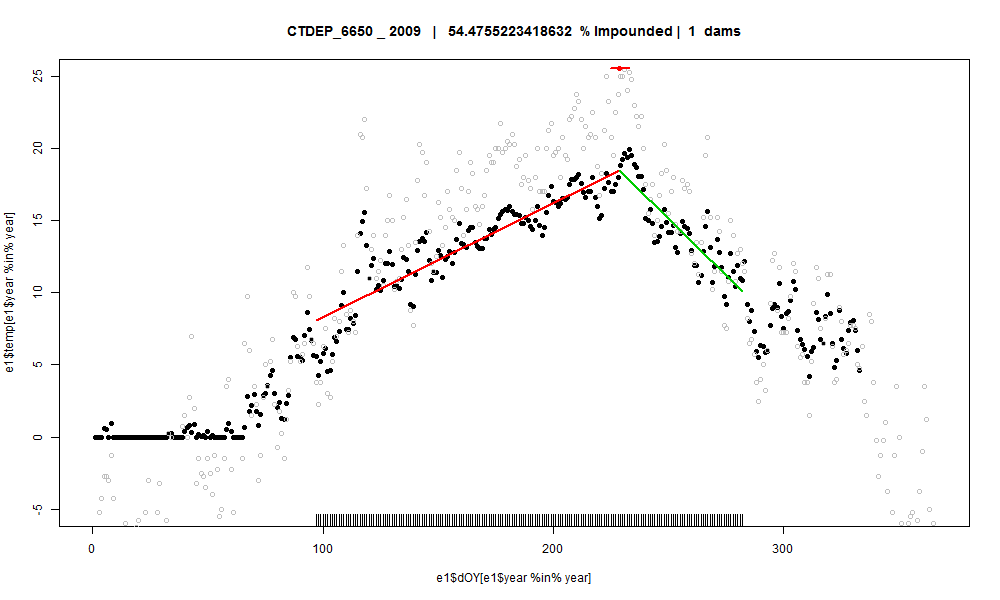 CTDEP_6650 _ 2009 | 54.4755223418632 % Impounded | 1 dams
e1$temp[e1$year %in% year]
25
20
15
10
5
0
-5
0 100 200 300
e1$dOY[e1$year %in% year]